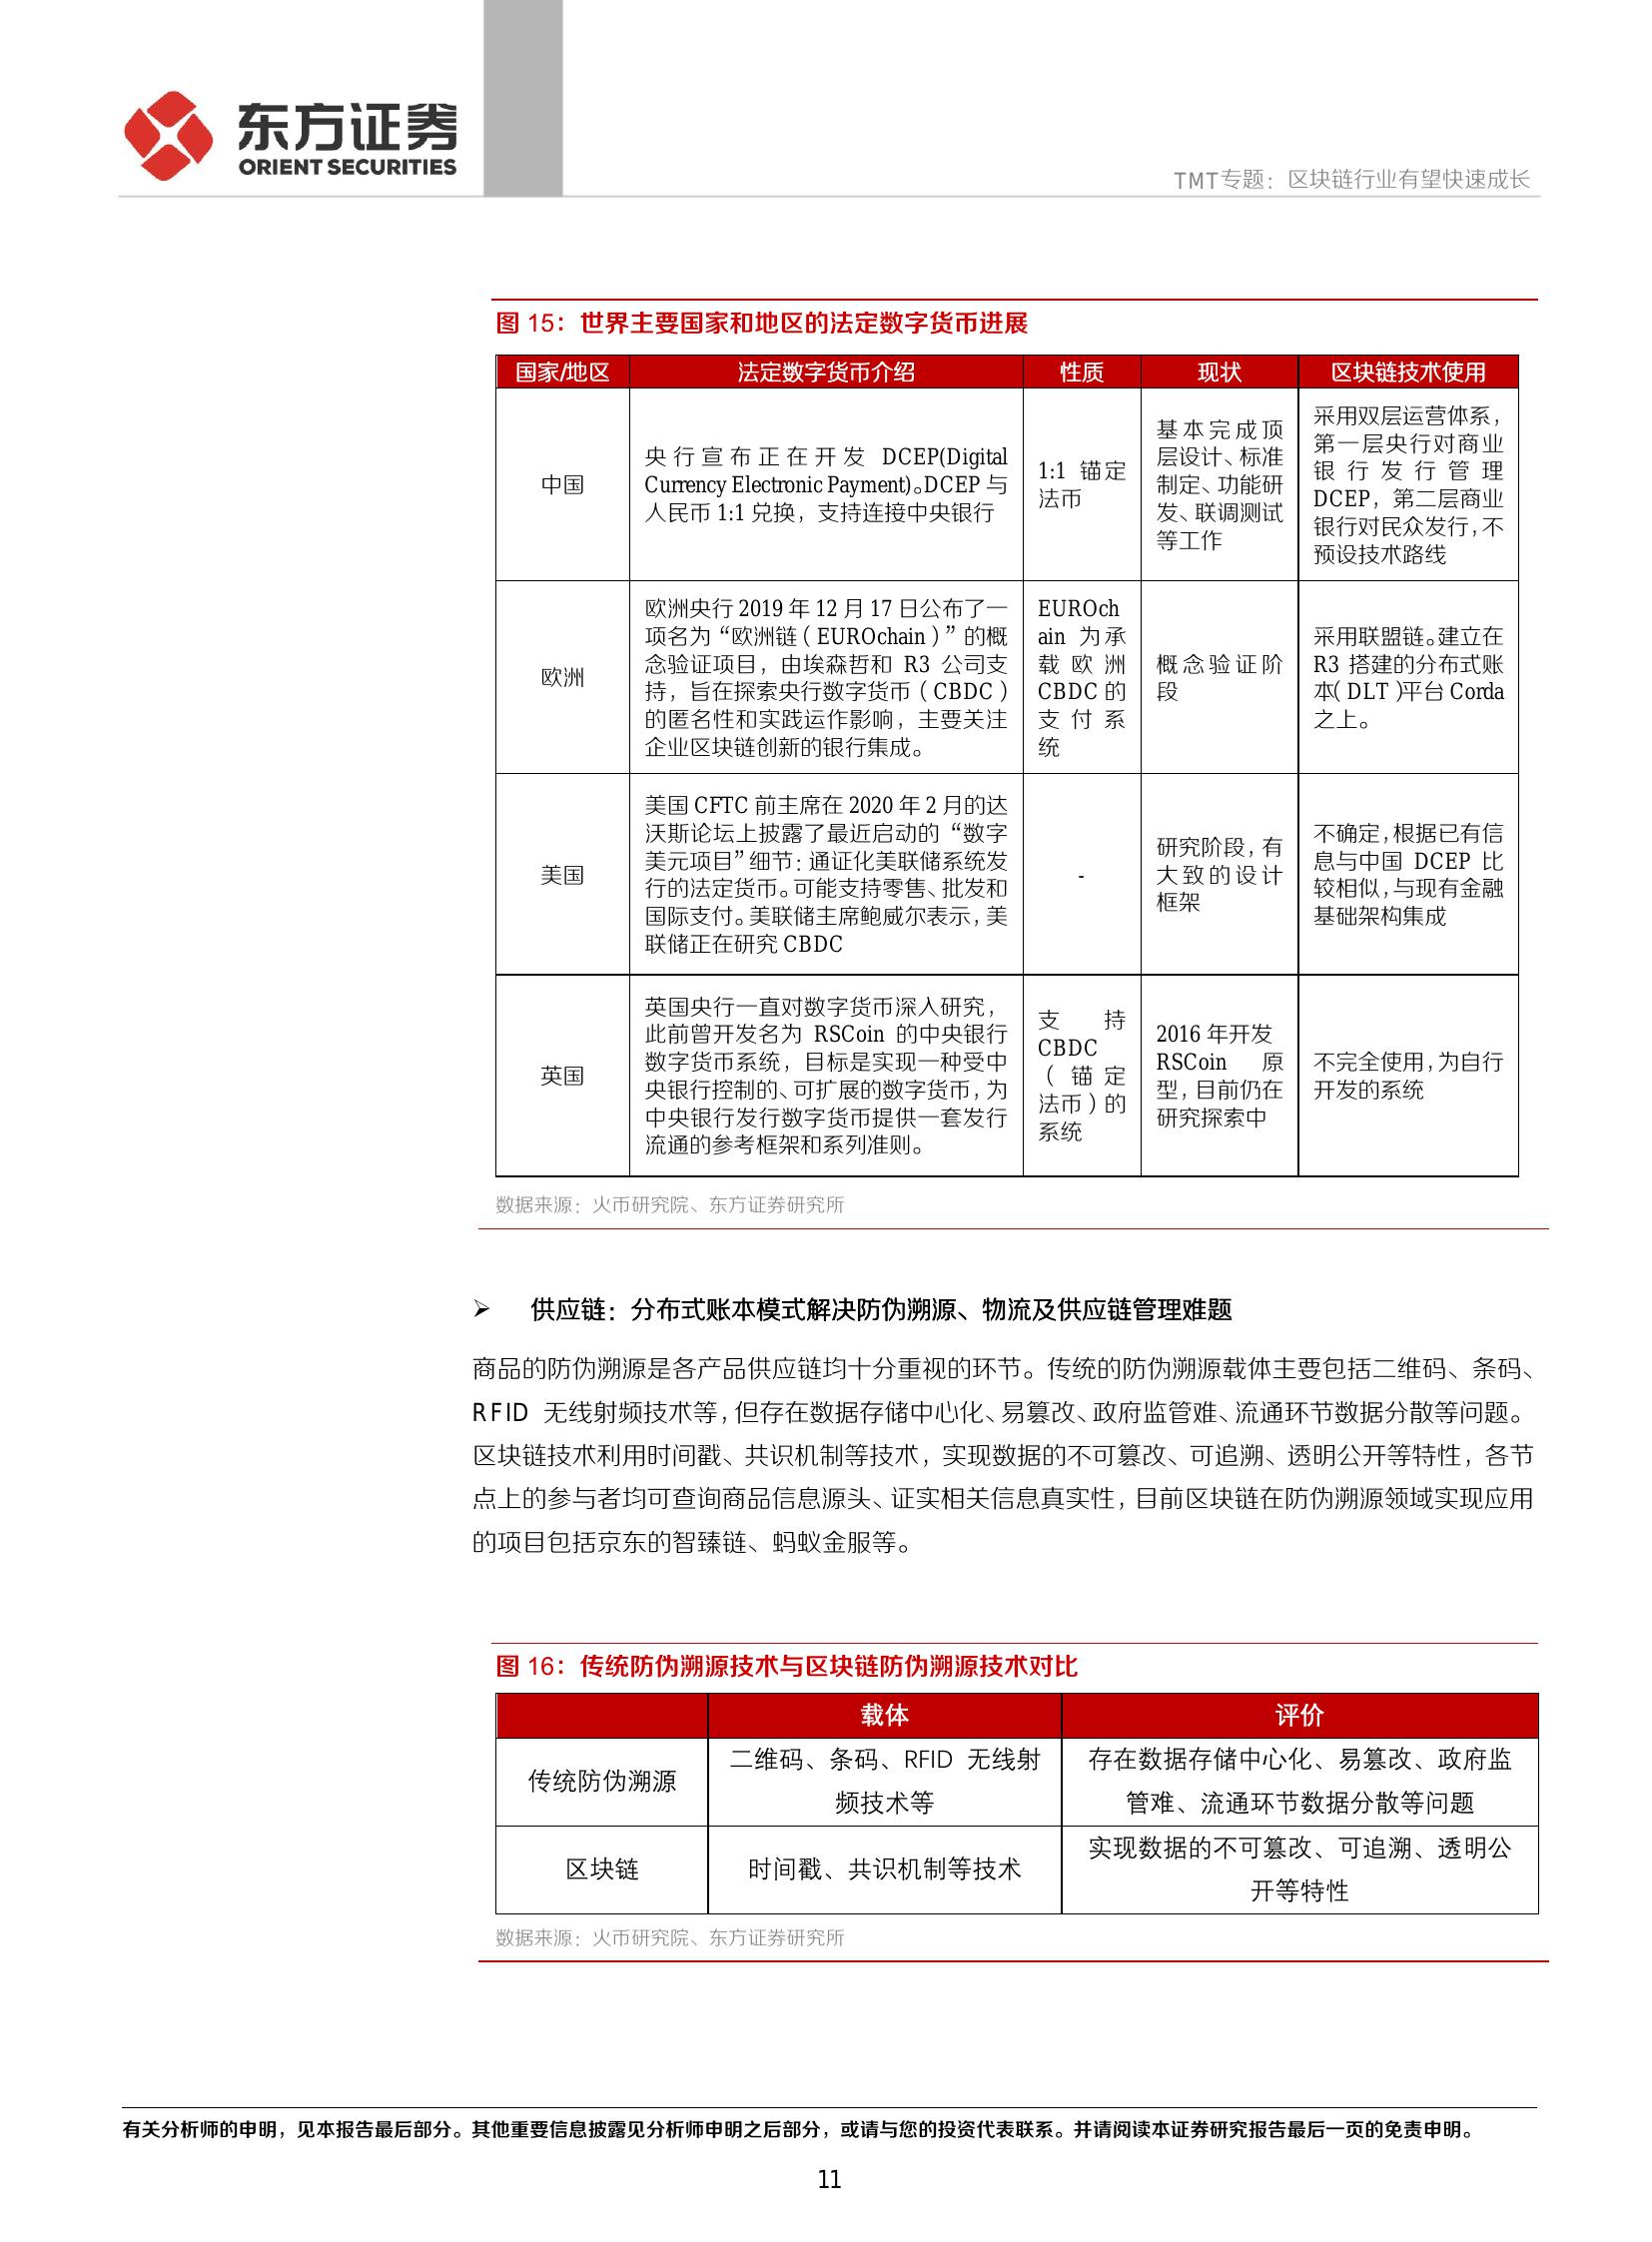 东方证券
ORIENT SECURITIES
TMT专题：区块链行业有望快速成长
图 15：世界主要国家和地区的法定数字货币进展
国家/地区
法定数字货币介绍
性质
现状
区块链技术使用
中国
央行宣布正在开发 DCEP(Digital
Currency Electronic Payment)。DCEP 与
人民币 1:1 兑换，支持连接中央银行
1:1 锚定
法币
基本完成顶
层设计、标准
制定、功能研
发、联调测试
等工作
采用双层运营体系，
第一层央行对商业
银行发行管理
DCEP，第二层商业
银行对民众发行，不
预设技术路线
欧洲
欧洲央行 2019 年 12 月 17 日公布了一
项名为“欧洲链（EUROchain）”的概
念验证项目，由埃森哲和 R3 公司支
持，旨在探索央行数字货币（CBDC）
的匿名性和实践运作影响，主要关注
企业区块链创新的银行集成。
EUROch
ain 为承
载欧洲
CBDC 的
支付系
统
概念验证阶
段
采用联盟链。建立在
R3 搭建的分布式账
本（DLT）平台 Corda
之上。
美国
美国 CFTC 前主席在 2020 年 2 月的达
沃斯论坛上披露了最近启动的“数字
美元项目”细节：通证化美联储系统发
行的法定货币。可能支持零售、批发和
国际支付。美联储主席鲍威尔表示，美
联储正在研究 CBDC
-
研究阶段，有
大致的设计
框架
不确定，根据已有信
息与中国 DCEP 比
较相似，与现有金融
基础架构集成
英国
英国央行一直对数字货币深入研究，
此前曾开发名为 RSCoin 的中央银行
数字货币系统，目标是实现一种受中
央银行控制的、可扩展的数字货币，为
中央银行发行数字货币提供一套发行
流通的参考框架和系列准则。
支持
CBDC
（锚定
法币）的
系统
2016 年开发
RSCoin 原
型，目前仍在
研究探索中
不完全使用，为自行
开发的系统
数据来源：火币研究院、东方证券研究所
➢ 供应链：分布式账本模式解决防伪溯源、物流及供应链管理难题
商品的防伪溯源是各产品供应链均十分重视的环节。传统的防伪溯源载体主要包括二维码、条码、
RFID 无线射频技术等，但存在数据存储中心化、易篡改、政府监管难、流通环节数据分散等问题。
区块链技术利用时间戳、共识机制等技术，实现数据的不可篡改、可追溯、透明公开等特性，各节
点上的参与者均可查询商品信息源头、证实相关信息真实性，目前区块链在防伪溯源领域实现应用
的项目包括京东的智臻链、蚂蚁金服等。
图 16：传统防伪溯源技术与区块链防伪溯源技术对比
载体
评价
传统防伪溯源
二维码、条码、RFID 无线射
频技术等
存在数据存储中心化、易篡改、政府监
管难、流通环节数据分散等问题
区块链
时间戳、共识机制等技术
实现数据的不可篡改、可追溯、透明公
开等特性
数据来源：火币研究院、东方证券研究所
有关分析师的申明，见本报告最后部分。其他重要信息披露见分析师申明之后部分，或请与您的投资代表联系。并请阅读本证券研究报告最后一页的免责申明。
11